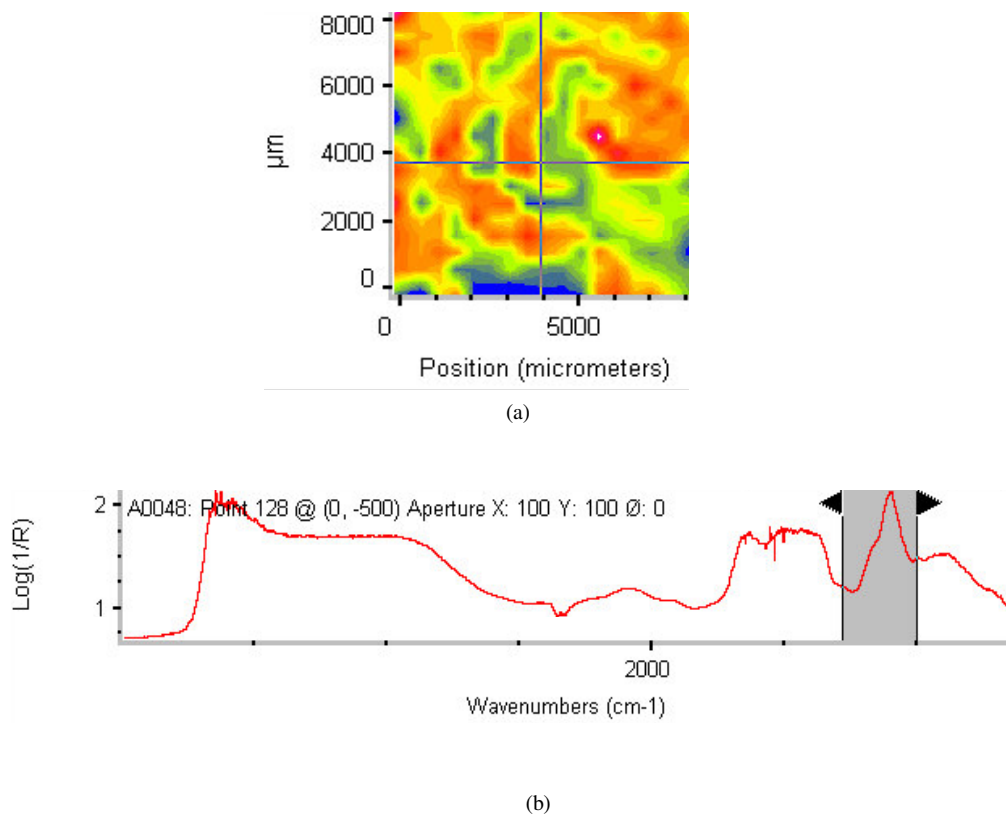 8000
6000
4000
2000
0
µm
0 5000
Position (micrometers)
(a)
2
1
Log(1/R)
A0048: Point 128 @ (0, -500) Aperture X: 100 Y: 100 Ø: 0
2000
Wavenumbers (cm-1)
(b)